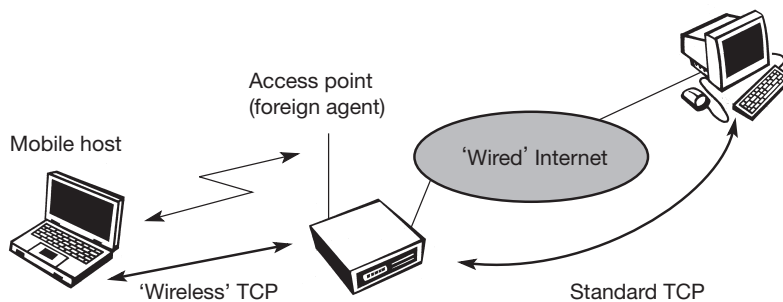 Access point
(foreign agent)
Mobile host
‘Wired’ Internet
‘Wireless’ TCP
Standard TCP